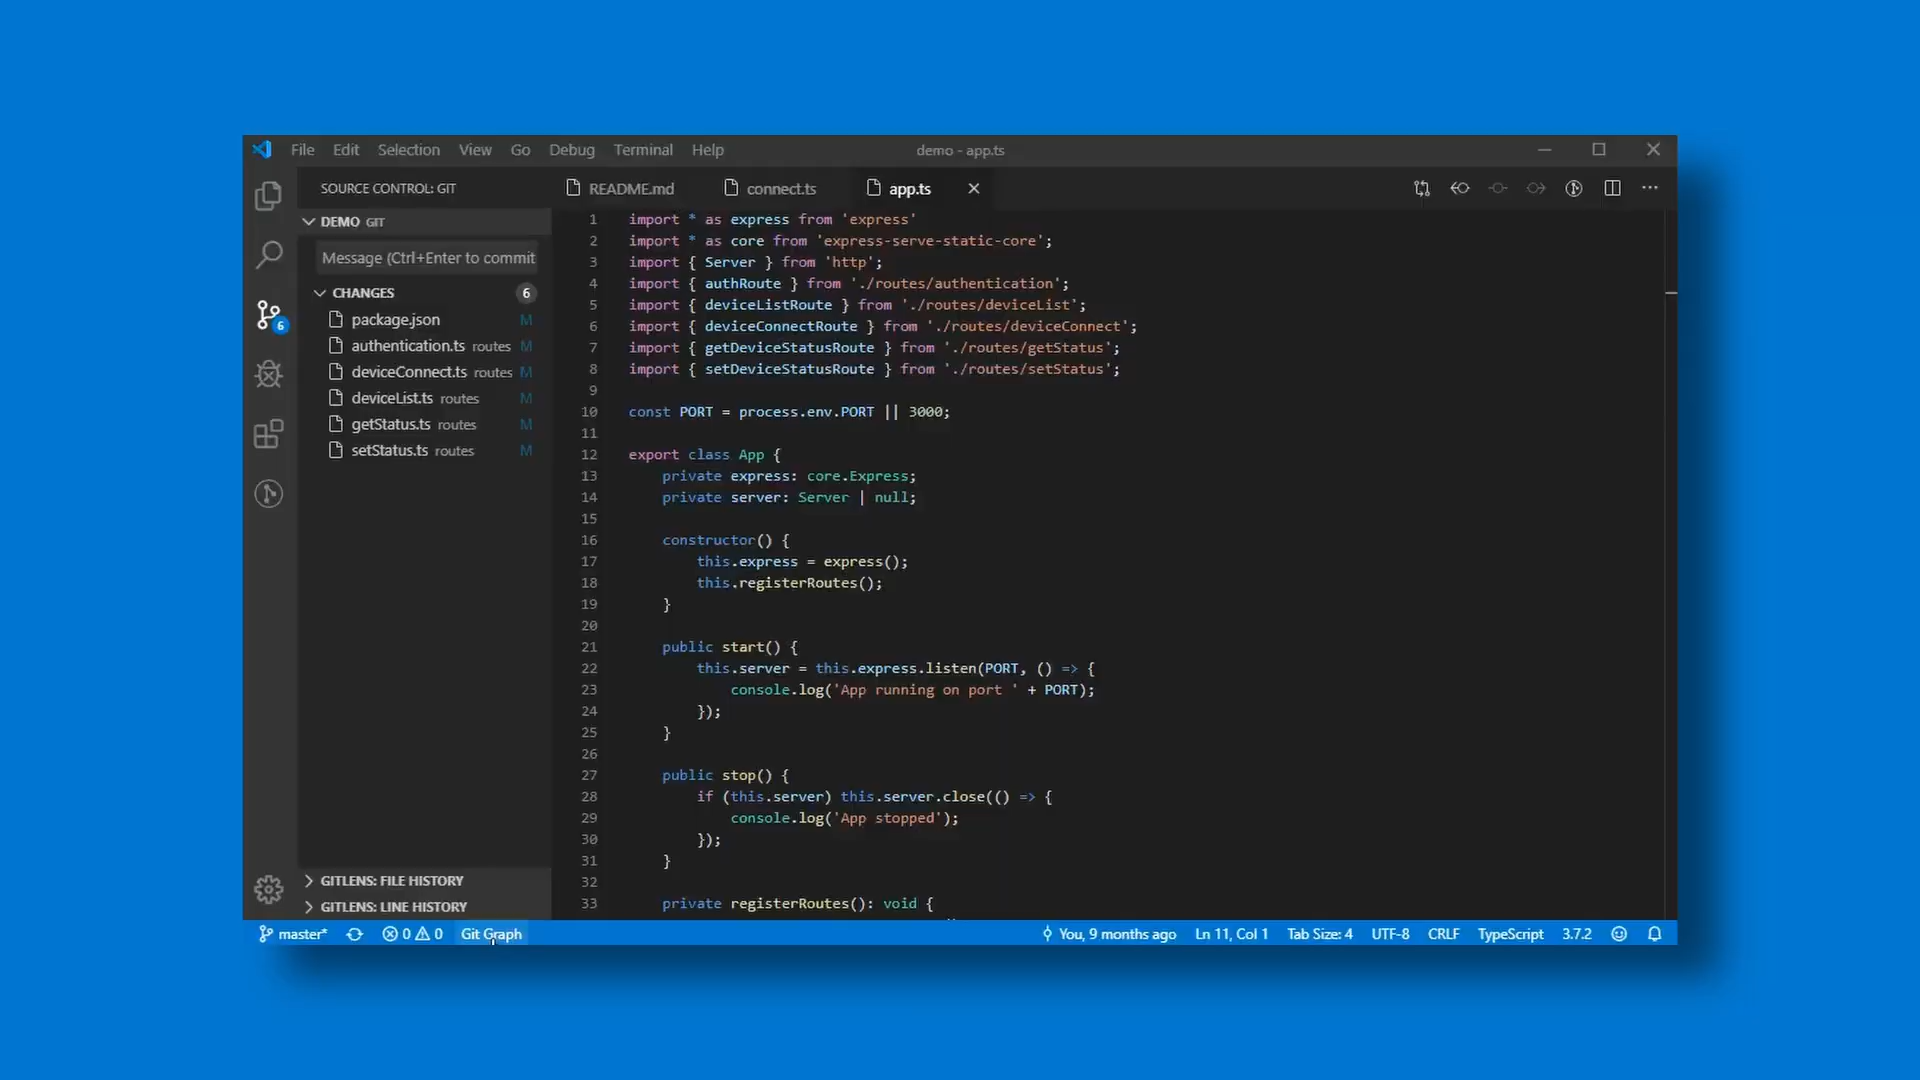 File Edit Selection View Go Debug Terminal Help
demo - app.ts
SOURCE CONTROL: GIT
DEMO GIT
Message (Ctrl+Enter to commit
CHANGES 6
package.json M
authentication.ts routes M
deviceConnect.ts routes M
deviceList.ts routes M
getStatus.ts routes M
setStatus.ts routes M
6
GITLENS: FILE HISTORY
GITLENS: LINE HISTORY
README.md connect.ts app.ts
1 import * as express from 'express'
2 import * as core from 'express-serve-static-core';
3 import { Server } from 'http';
4 import { authRoute } from './routes/authentication';
5 import { deviceListRoute } from './routes/deviceList';
6 import { deviceConnectRoute } from './routes/deviceConnect';
7 import { getDeviceStatusRoute } from './routes/getStatus';
8 import { setDeviceStatusRoute } from './routes/setStatus';
9
10 const PORT = process.env.PORT || 3000;
11
12 export class App {
13 private express: core.Express;
14 private server: Server | null;
15
16 constructor() {
17 this.express = express();
18 this.registerRoutes();
19 }
20
21 public start() {
22 this.server = this.express.listen(PORT, () => {
23 console.log('App running on port ' + PORT);
24 });
25 }
26
27 public stop() {
28 if (this.server) this.server.close(() => {
29 console.log('App stopped');
30 });
31 }
32
33 private registerRoutes(): void {
master* 0 0 Git Graph
You, 9 months ago Ln 11, Col 1 Tab Size: 4 UTF-8 CRLF TypeScript 3.7.2